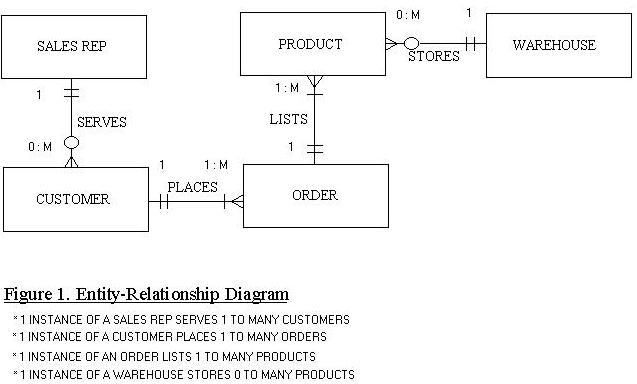 0:M
1
SALES REP
PRODUCT
WAREHOUSE
STORES
1
1:M
SERVES
LISTS
0:M
1
1
1:M
PLACES
CUSTOMER
ORDER
Figure 1. Entity-Relationship Diagram
* 1 INSTANCE OF A SALES REP SERVES 1 TO MANY CUSTOMERS
* 1 INSTANCE OF A CUSTOMER PLACES 1 TO MANY ORDERS
* 1 INSTANCE OF AN ORDER LISTS 1 TO MANY PRODUCTS
* 1 INSTANCE OF A WAREHOUSE STORES 0 TO MANY PRODUCTS